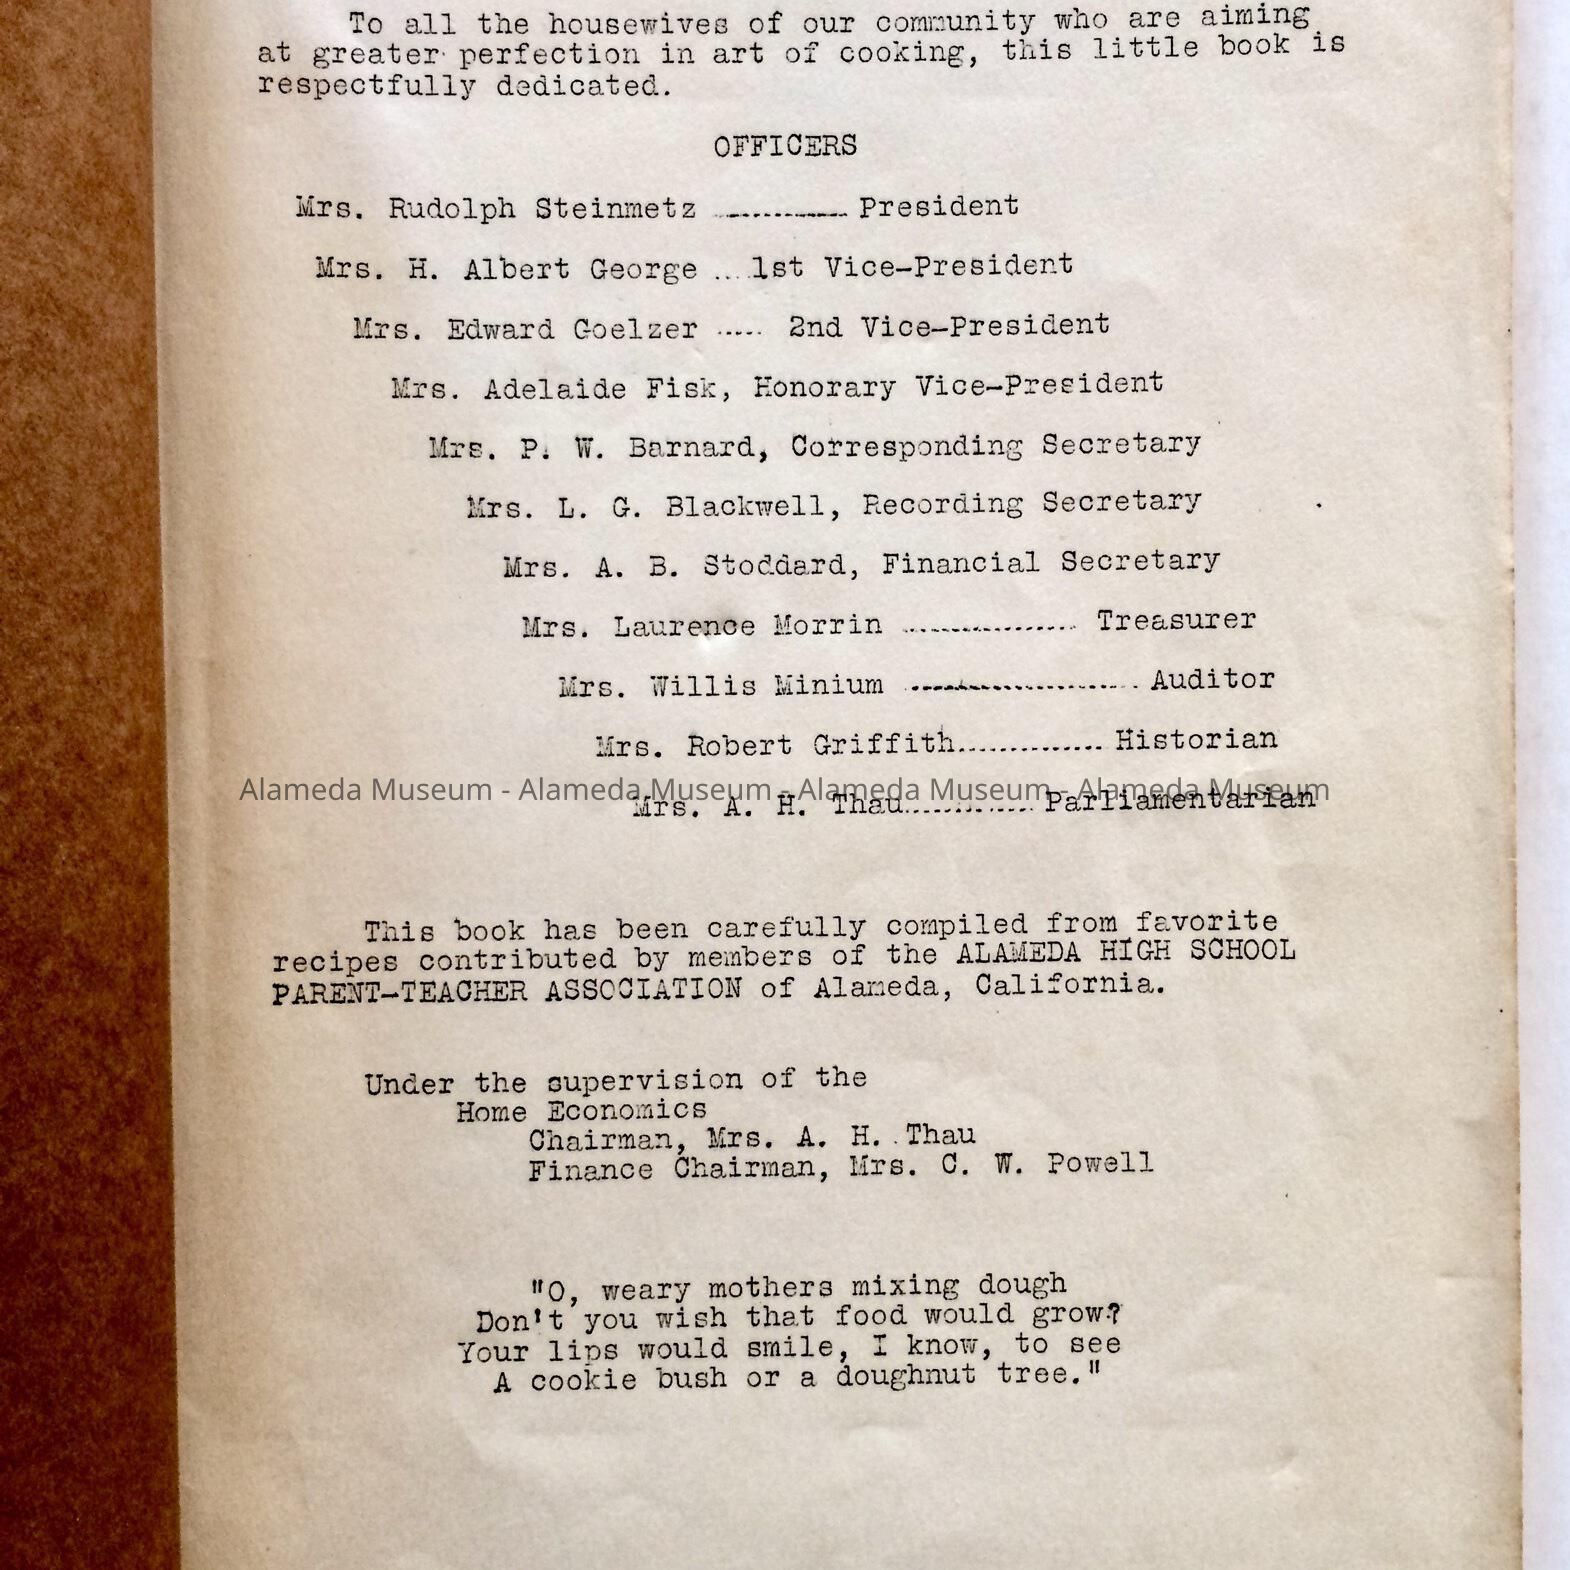 To all the housewives of our community who are aiming
at greater perfection in art of cooking, this little book is
respectfully dedicated.
OFFICERS
Mrs. Rudolph Steinmetz ............ President
Mrs. H. Albert George ...1st Vice-President
Mrs. Edward Goelzer ..... 2nd Vice-President
Mrs. Adelaide Fisk, Honorary Vice-President
Mrs. P. W. Barnard, Corresponding Secretary
Mrs. L. G. Blackwell, Recording Secretary
Mrs. A. B. Stoddard, Financial Secretary
Mrs. Laurence Morrin ................. Treasurer
Mrs. Willis Minium ....................... Auditor
Mrs. Robert Griffith.............. Historian
Alameda Museum - Alameda Museum - Alameda Museum - Alameda Museum
Mrs. A. H. Thau............. Parliamentarian
This book has been carefully compiled from favorite
recipes contributed by members of the ALAMEDA HIGH SCHOOL
PARENT-TEACHER ASSOCIATION of Alameda, California.
Under the supervision of the
Home Economics
Chairman, Mrs. A. H. Thau
Finance Chairman, Mrs. C. W. Powell
"O, weary mothers mixing dough
Don't you wish that food would grow?
Your lips would smile, I know, to see
A cookie bush or a doughnut tree."